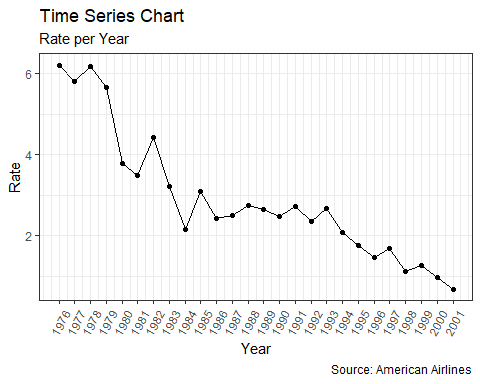 Time Series Chart
Rate per Year
6
4
2
Rate
1976 1977 1978 1979 1980 1981 1982 1983 1984 1985 1986 1987 1988 1989 1990 1991 1992 1993 1994 1995 1996 1997 1998 1999 2000 2001
Year
Source: American Airlines